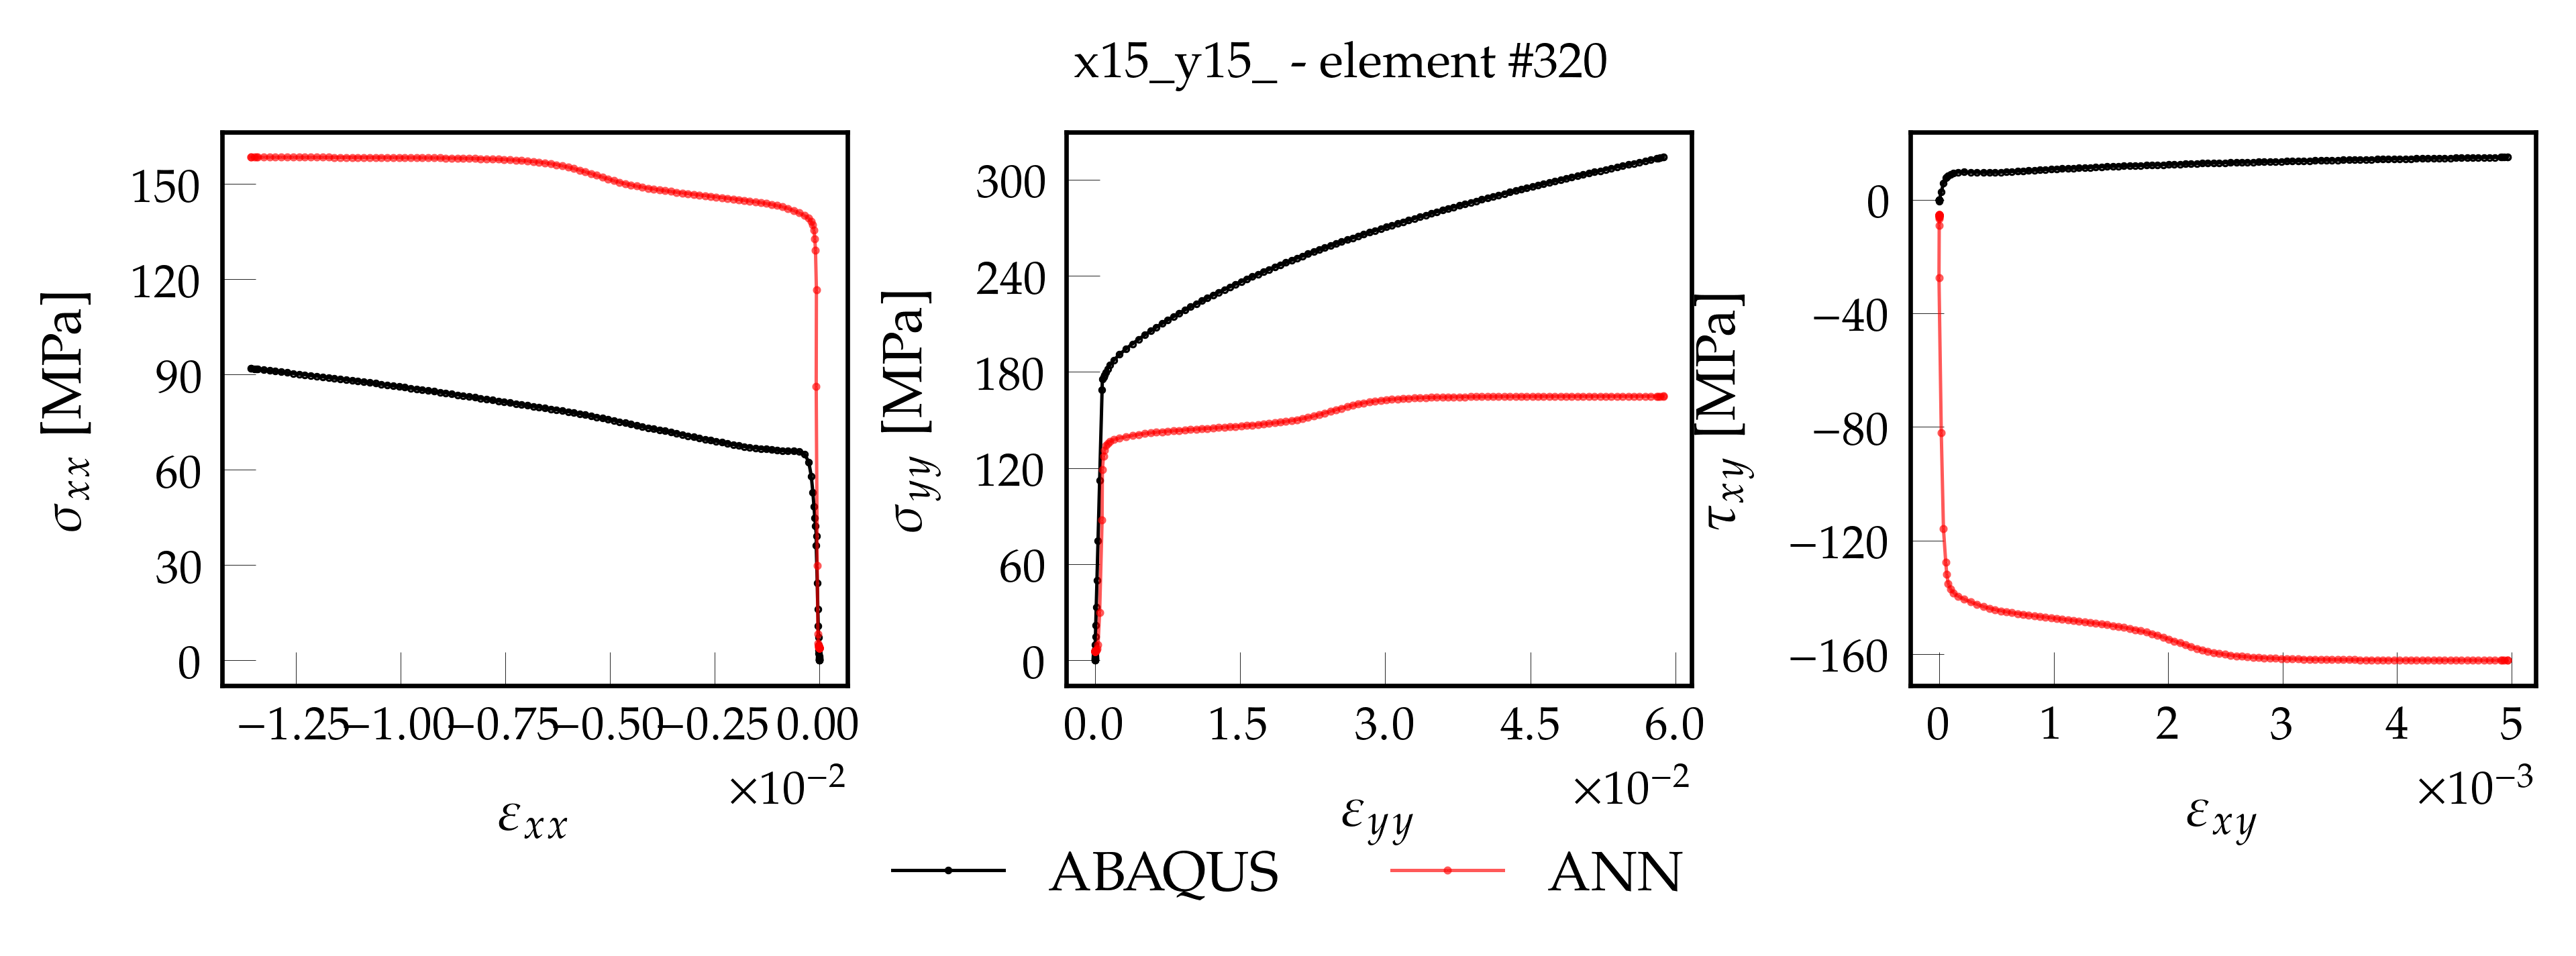 x15_y15_ - element #320
σxx [MPa]
150
120
90
60
30
0
−1.25 −1.00 −0.75 −0.50 −0.25 0.00
×10−2
εxx
σyy [MPa]
300
240
180
120
60
0
0.0 1.5 3.0 4.5 6.0
×10−2
εyy
τxy [MPa]
0
−40
−80
−120
−160
0 1 2 3 4 5
×10−3
εxy
ABAQUS ANN